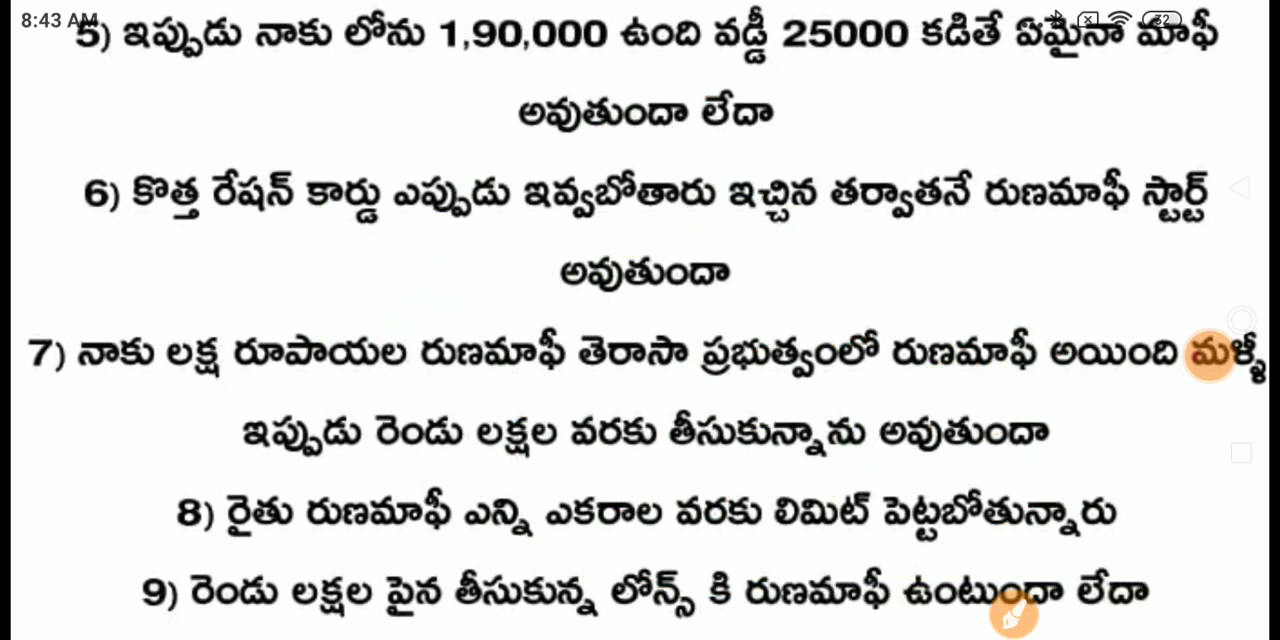 8:43 AM
32
5) ఇప్పుడు నాకు లోను 1,90,000 ఉంది వడ్డీ 25000 కడితే ఏమైనా మాఫీ
అవుతుందా లేదా
6) కొత్త రేషన్ కార్డు ఎప్పుడు ఇవ్వబోతారు ఇచ్చిన తర్వాతనే రుణమాఫీ స్టార్ట్
అవుతుందా
7) నాకు లక్ష రూపాయల రుణమాఫీ తెరాసా ప్రభుత్వంలో రుణమాఫీ అయింది మళ్ళీ
ఇప్పుడు రెండు లక్షల వరకు తీసుకున్నాను అవుతుందా
8) రైతు రుణమాఫీ ఎన్ని ఎకరాల వరకు లిమిట్ పెట్టబోతున్నారు
9) రెండు లక్షల పైన తీసుకున్న లోన్స్ కి రుణమాఫీ ఉంటుందా లేదా